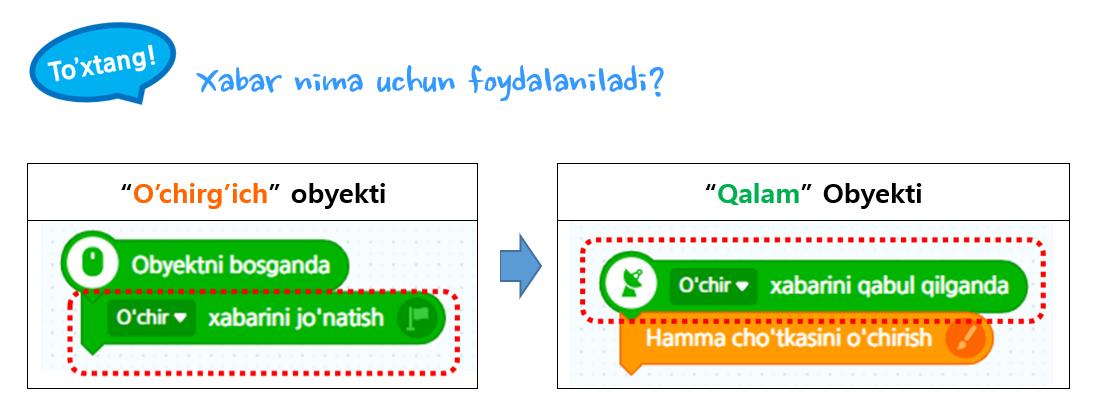 To'xtang!
Xabar nima uchun foydalaniladi?
“O’chirg’ich” obyekti
Obyektni bosganda
O'chir ▾ xabarini jo'natish
“Qalam” Obyekti
O'chir ▾ xabarini qabul qilganda
Hamma cho'tkasini o'chirish